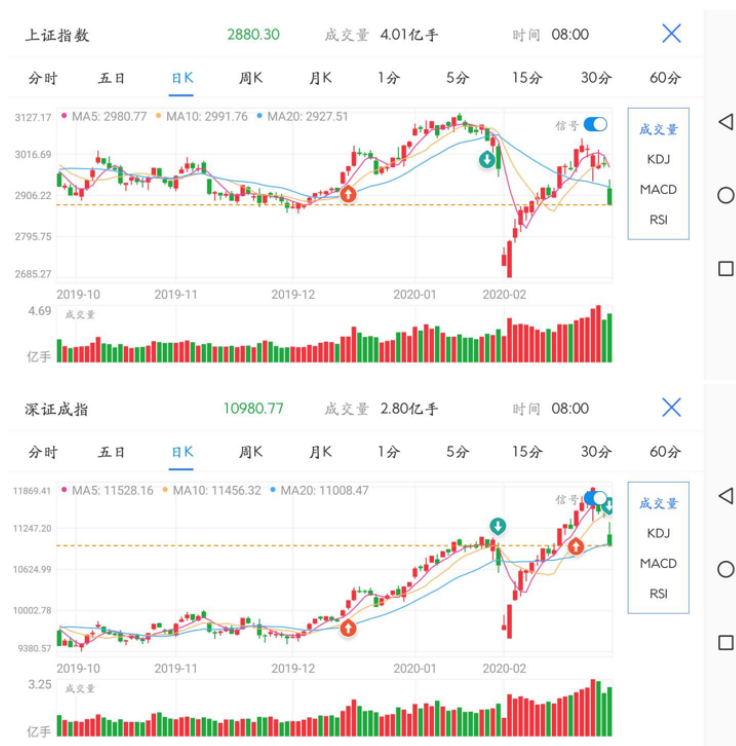 上证指数 2880.30 成交量 4.01亿手 时间 08:00
分时 五日 日K 周K 月K 1分 5分 15分 30分 60分
3127.17 MA5: 2980.77 MA10: 2991.76 MA20: 2927.51
信号
成交量
KDJ
MACD
RSI
3016.69
2906.22
2795.75
2685.27
2019-10 2019-11 2019-12 2020-01 2020-02
4.69 成交量
亿手
深证成指 10980.77 成交量 2.80亿手 时间 08:00
分时 五日 日K 周K 月K 1分 5分 15分 30分 60分
11869.41 MA5: 11528.16 MA10: 11456.32 MA20: 11008.47
信号
成交量
KDJ
MACD
RSI
11247.20
10624.99
10002.78
9380.57
2019-10 2019-11 2019-12 2020-01 2020-02
3.25 成交量
亿手